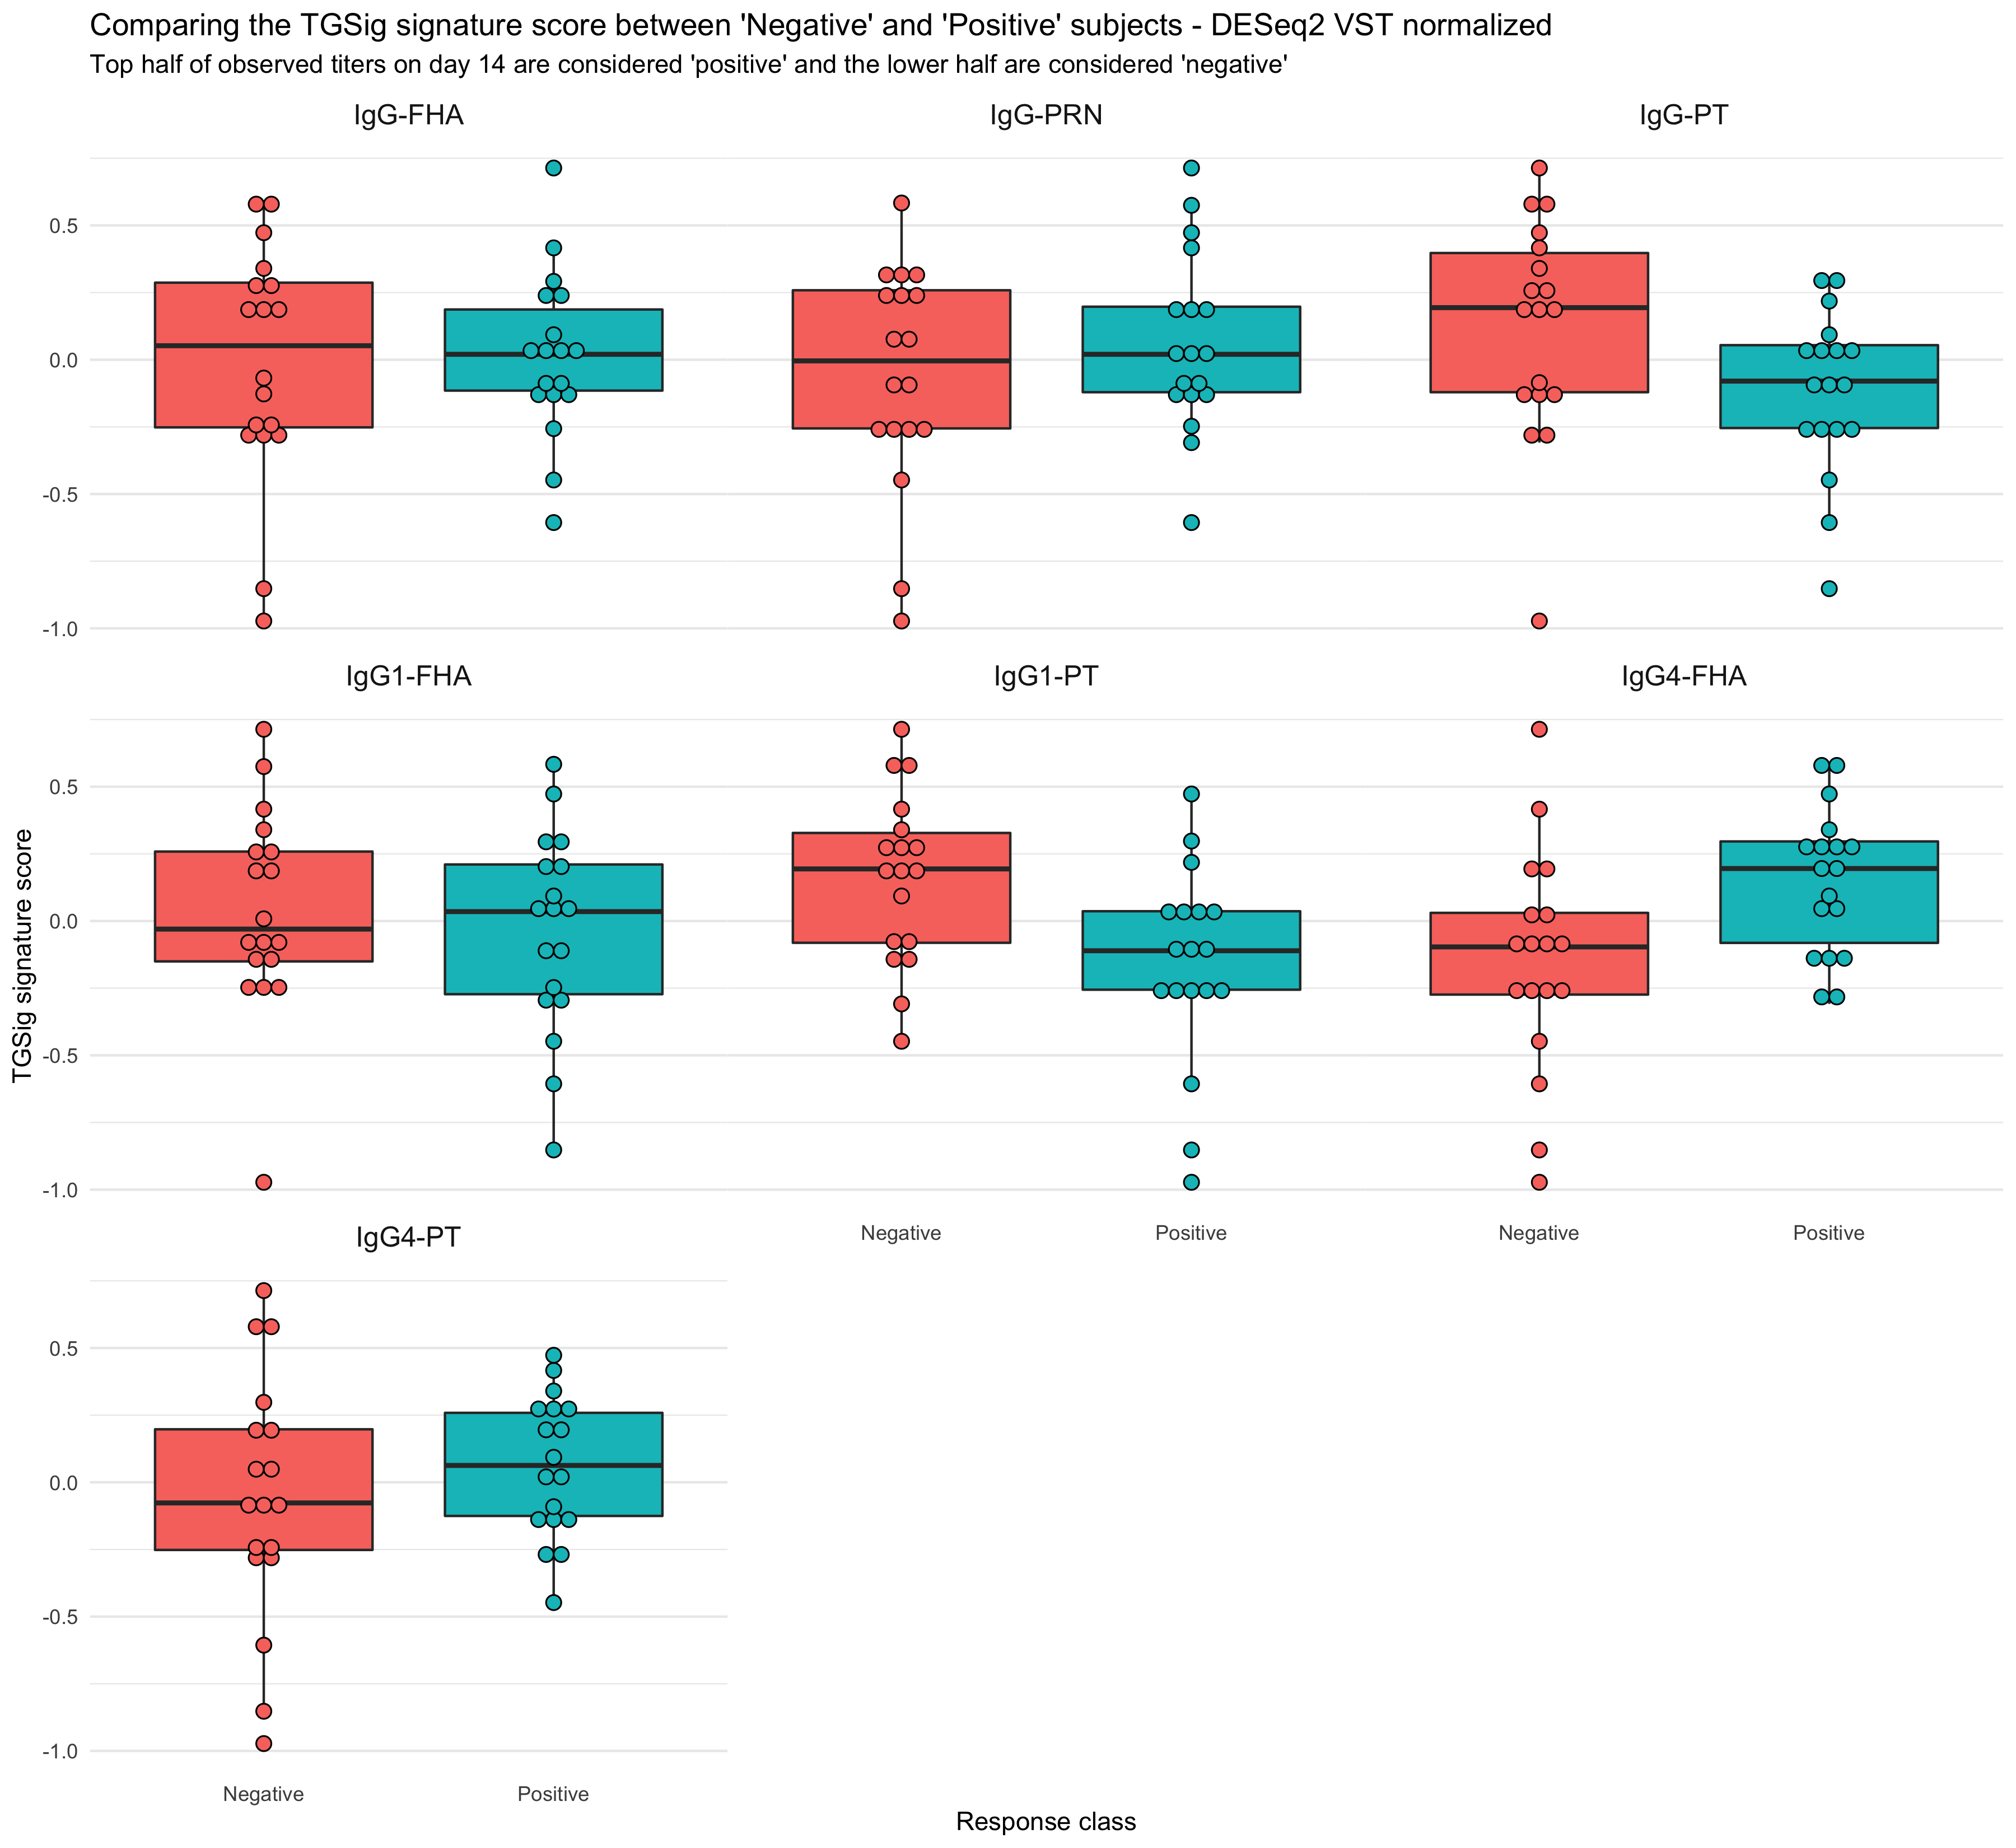 Comparing the TGSig signature score between 'Negative' and 'Positive' subjects - DESeq2 VST normalized
Top half of observed titers on day 14 are considered 'positive' and the lower half are considered 'negative'
IgG-FHA
IgG-PRN
IgG-PT
0.5
0.0
-0.5
-1.0
IgG1-FHA
IgG1-PT
IgG4-FHA
0.5
0.0
-0.5
-1.0
Negative
Positive
Negative
Positive
IgG4-PT
0.5
0.0
-0.5
-1.0
Negative
Positive
TGSig signature score
Response class